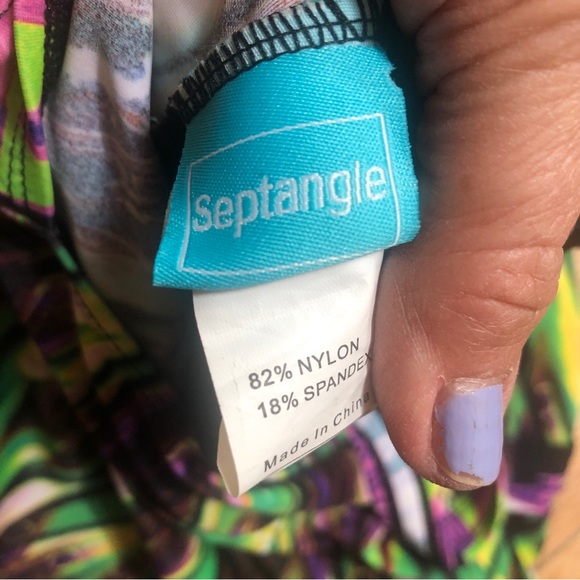 Septangle
82% NYLON
18% SPANDEX
Made In China